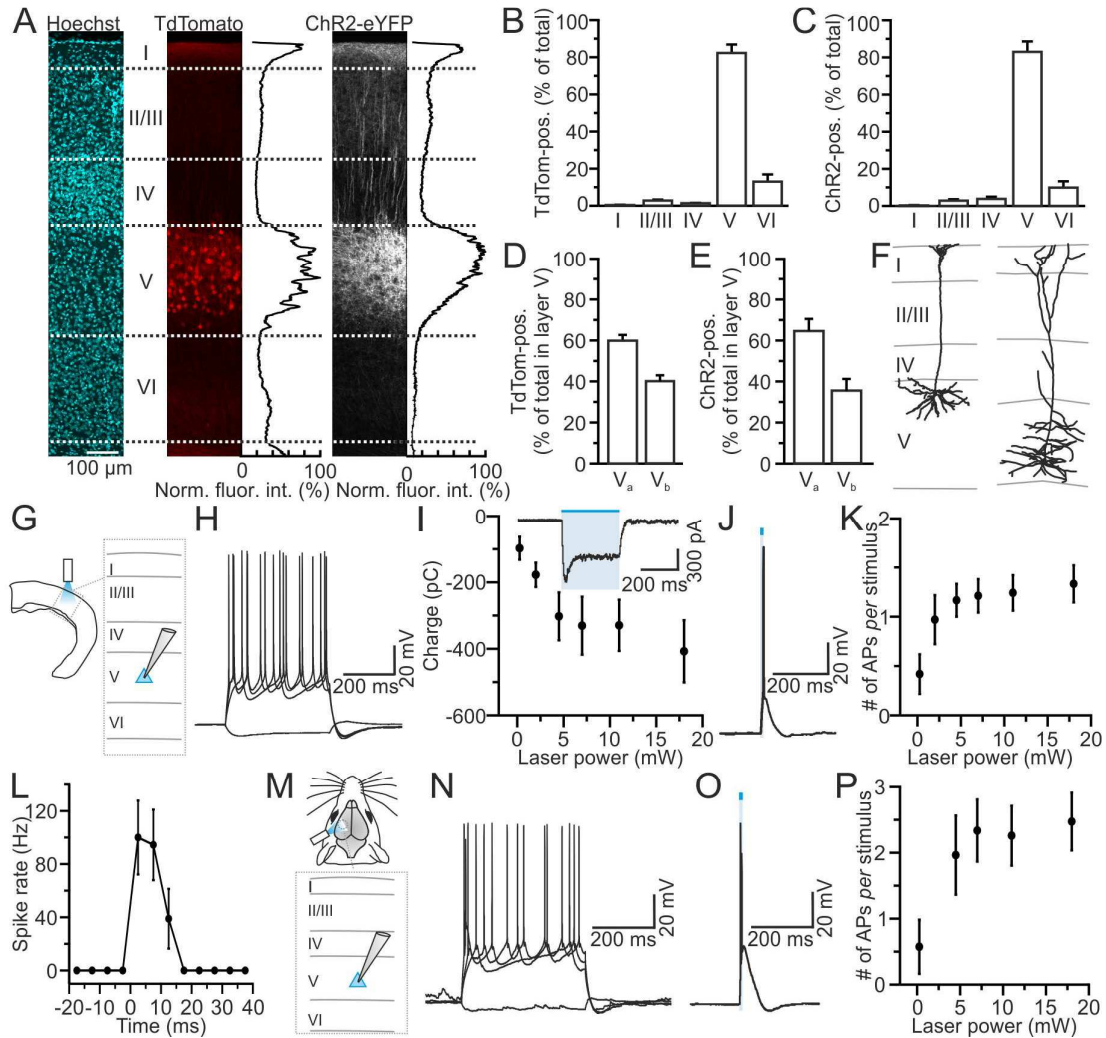 A
Hoechst
TdTomato
ChR2-eYFP
I
II/III
IV
V
VI
100 µm
0 100
Norm. fluor. int. (%)
0 100
Norm. fluor. int. (%)
B
TdTom-pos. (% of total)
100
80
60
40
20
0
I II/III IV V VI
C
ChR2-pos. (% of total)
100
80
60
40
20
0
I II/III IV V VI
D
TdTom-pos.
(% of total in layer V)
100
80
60
40
20
0
Va Vb
E
ChR2-pos.
(% of total in layer V)
100
80
60
40
20
0
Va Vb
F
I
II/III
IV
V
G
I
II/III
IV
V
VI
H
20 mV
200 ms
I
Charge (pC)
0
-200
-400
-600
300 pA
200 ms
0 5 10 15 20
Laser power (mW)
J
20 mV
200 ms
K
# of APs per stimulus
2
1
0
0 5 10 15 20
Laser power (mW)
L
Spike rate (Hz)
120
80
40
0
-20 -10 0 10 20 30 40
Time (ms)
M
I
II/III
IV
V
VI
N
20 mV
200 ms
O
20 mV
200 ms
P
# of APs per stimulus
3
2
1
0
0 5 10 15 20
Laser power (mW)